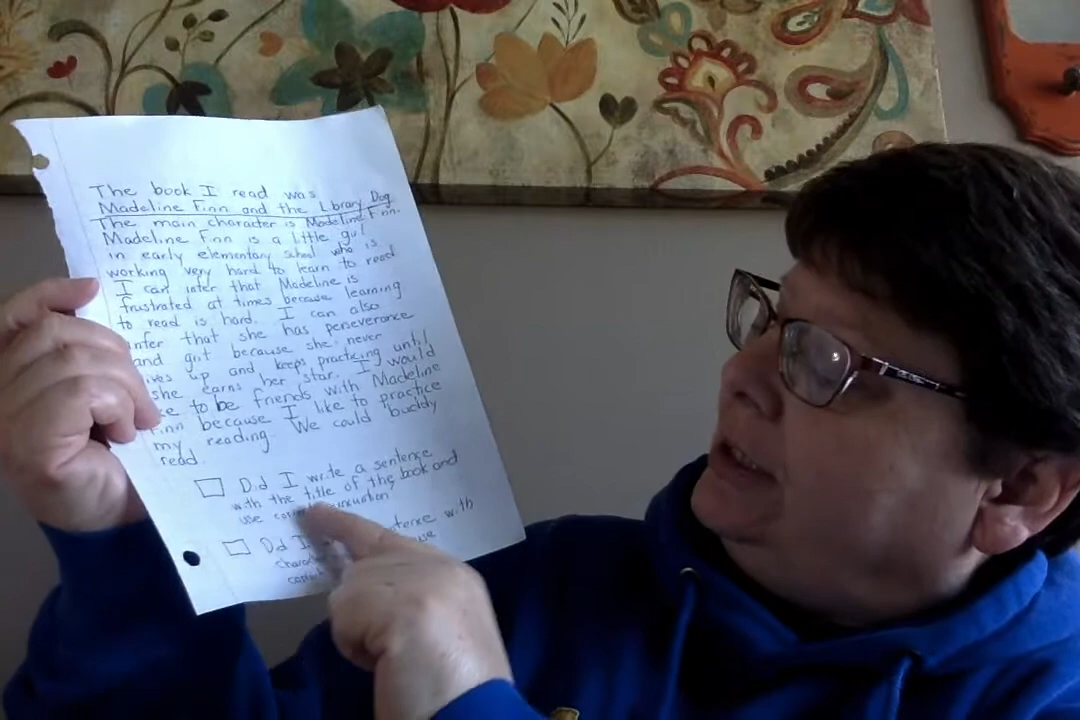 The book I read was
Madeline Finn and the Library Dog.
The main character is Madeline Finn.
Madeline Finn is a little girl
in early elementary school who is
working very hard to learn to read.
I can infer that Madeline is
frustrated at times because learning
to read is hard. I can also
infer that she has perseverance
and grit because she never
ives up and keeps practicing until
she earns her star. I would
ke to be friends with Madeline
Finn because I like to practice
my reading. We could "buddy
read.
Did I write a sentence
with the title of the book and
use
Did I sentence with
use